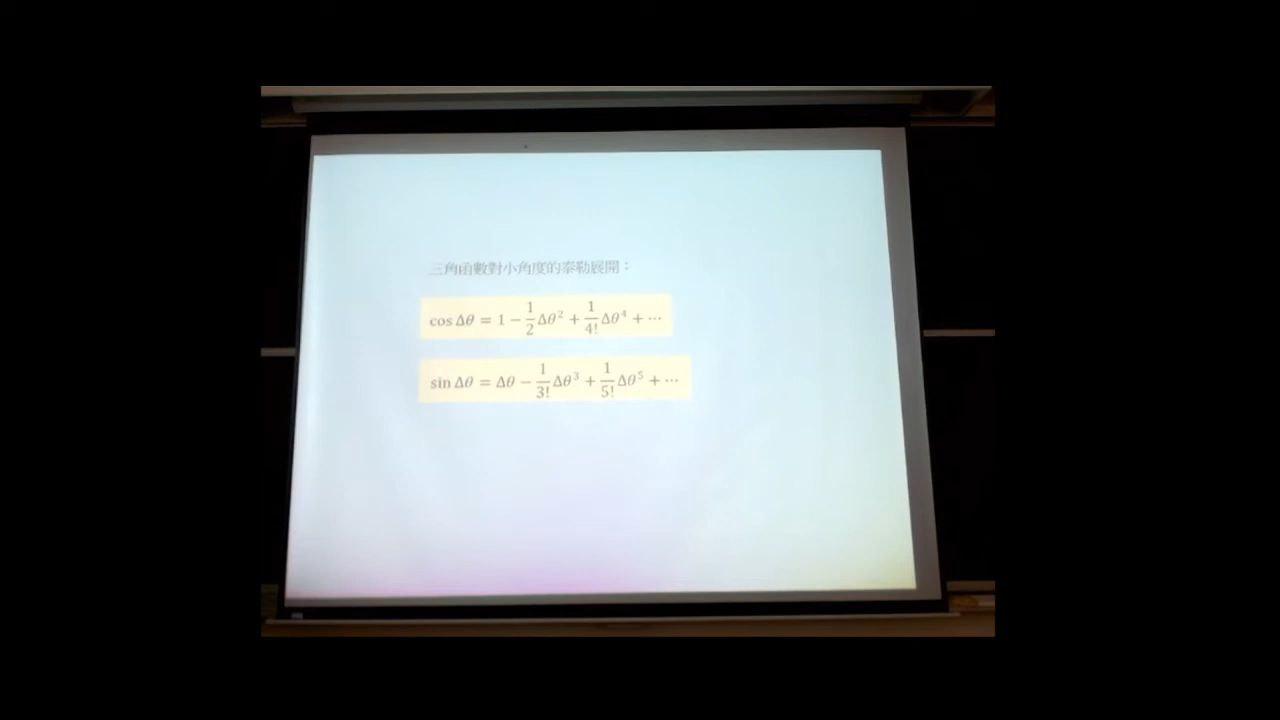 三角函數對小角度的泰勒展開：
cos Δθ = 1 − 1/2 Δθ² + 1/4! Δθ⁴ + ⋯
sin Δθ = Δθ − 1/3! Δθ³ + 1/5! Δθ⁵ + ⋯